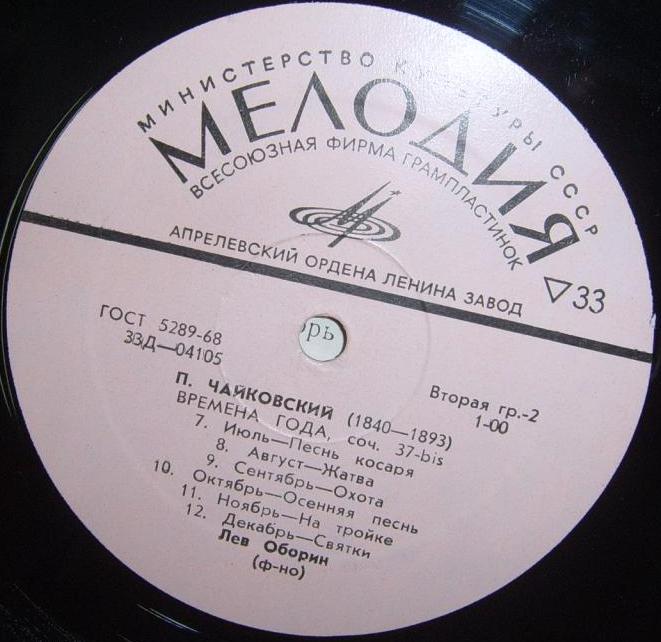 МИНИСТЕРСТВО КУЛЬТУРЫ СССР
МЕЛОДИЯ
ВСЕСОЮЗНАЯ ФИРМА ГРАМПЛАСТИНОК
АПРЕЛЕВСКИЙ ОРДЕНА ЛЕНИНА ЗАВОД
33
ГОСТ 5289-68
33Д—04105
орь
Вторая гр.-2
1-00
П. ЧАЙКОВСКИЙ (1840—1893)
ВРЕМЕНА ГОДА, соч. 37-bis
7. Июль—Песнь косаря
8. Август—Жатва
9. Сентябрь—Охота
10. Октябрь—Осенняя песнь
11. Ноябрь—На тройке
12. Декабрь—Святки
Лев Оборин
(ф-но)